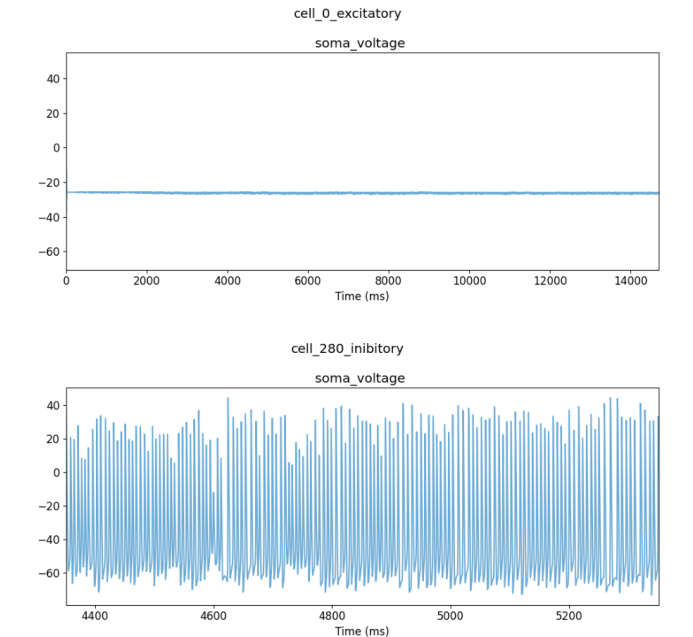 cell_0_excitatory
soma_voltage
40
20
0
−20
−40
−60
0 2000 4000 6000 8000 10000 12000 14000
Time (ms)
cell_280_inibitory
soma_voltage
40
20
0
−20
−40
−60
4400 4600 4800 5000 5200
Time (ms)